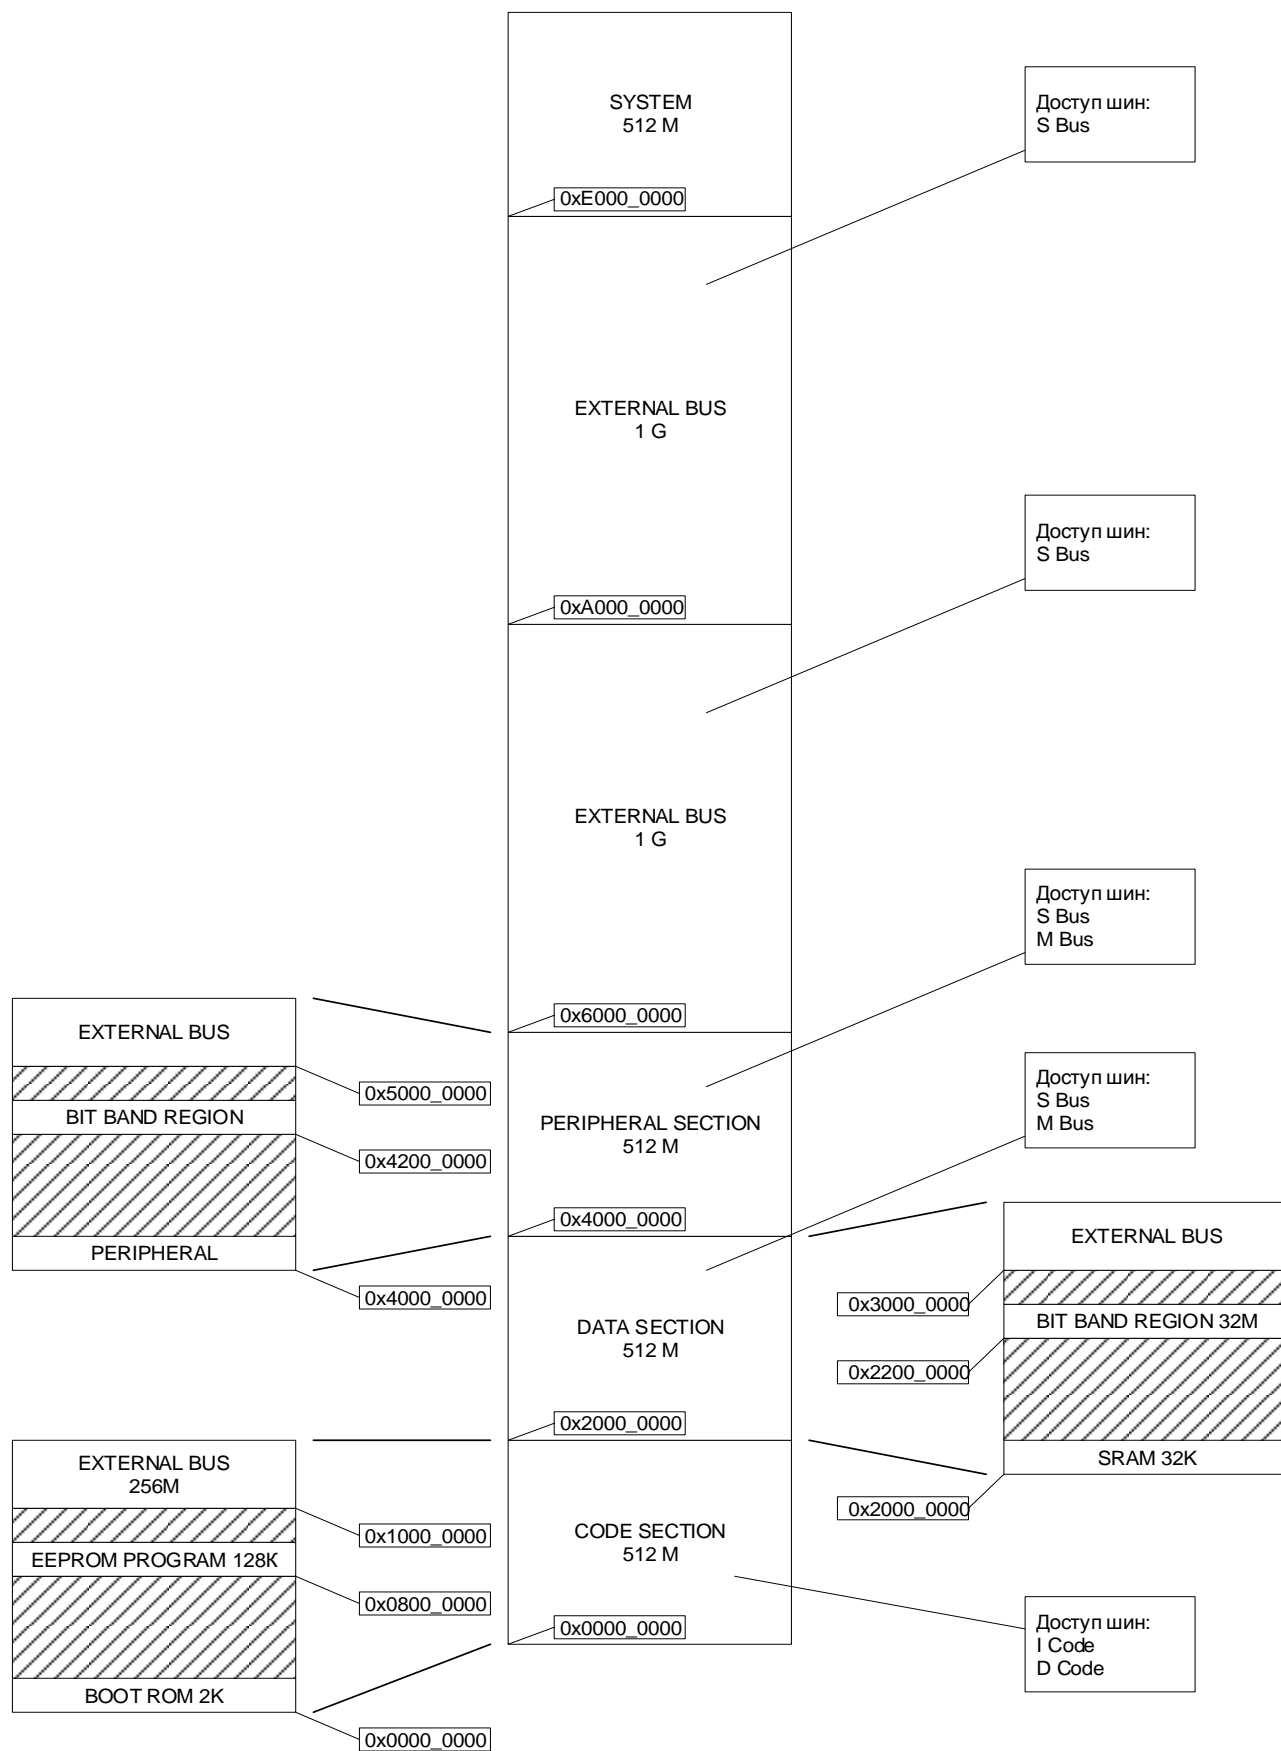 SYSTEM
512 M
Доступ шин:
S Bus
0xE000_0000
EXTERNAL BUS
1 G
Доступ шин:
S Bus
0xA000_0000
EXTERNAL BUS
1 G
Доступ шин:
S Bus
M Bus
0x6000_0000
EXTERNAL BUS
0x5000_0000
BIT BAND REGION
0x4200_0000
PERIPHERAL
0x4000_0000
PERIPHERAL SECTION
512 M
Доступ шин:
S Bus
M Bus
0x4000_0000
DATA SECTION
512 M
EXTERNAL BUS
0x3000_0000
BIT BAND REGION 32M
0x2200_0000
SRAM 32K
0x2000_0000
0x2000_0000
EXTERNAL BUS
256M
0x1000_0000
EEPROM PROGRAM 128K
0x0800_0000
BOOT ROM 2K
0x0000_0000
CODE SECTION
512 M
0x0000_0000
Доступ шин:
I Code
D Code